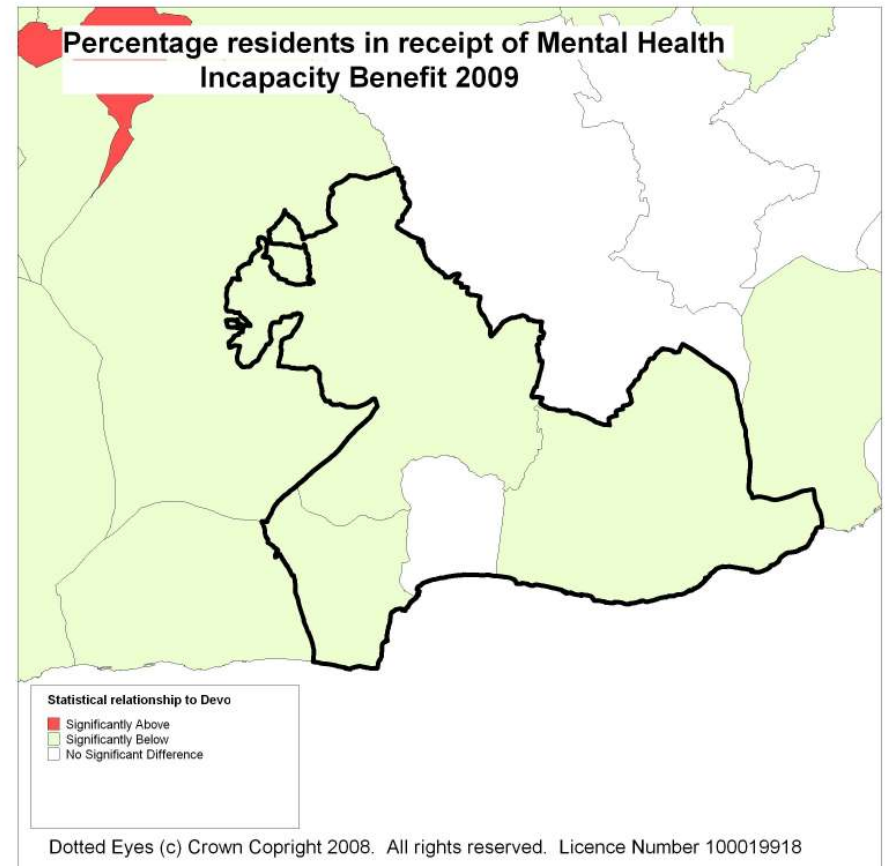 Percentage residents in receipt of Mental Health
Incapacity Benefit 2009
Statistical relationship to Devo
Significantly Above
Significantly Below
No Significant Difference
Dotted Eyes (c) Crown Copright 2008. All rights reserved. Licence Number 100019918